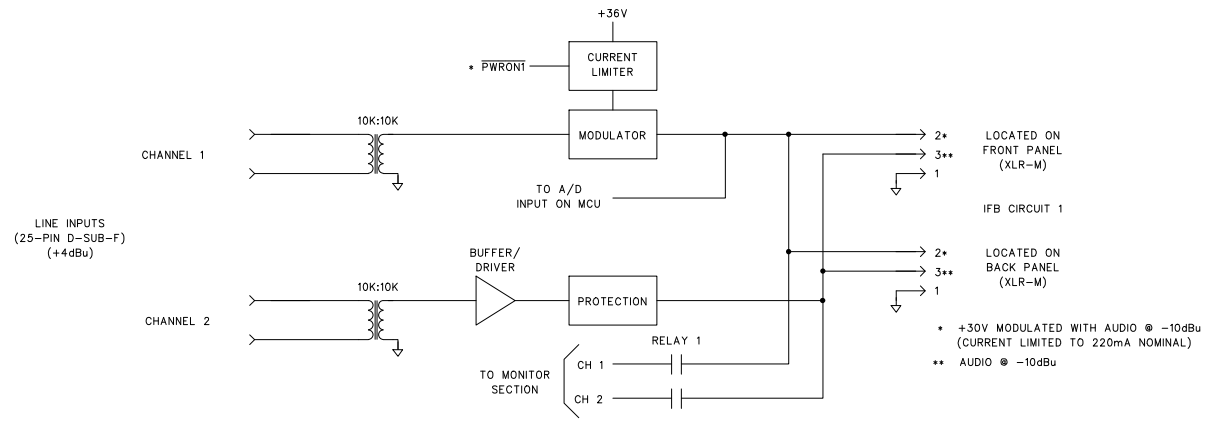 +36V
CURRENT
LIMITER
* PWRON1
10K:10K
MODULATOR
CHANNEL 1
TO A/D
INPUT ON MCU
2*
3**
1
LOCATED ON
FRONT PANEL
(XLR-M)
IFB CIRCUIT 1
LINE INPUTS
(25-PIN D-SUB-F)
(+4dBu)
BUFFER/
DRIVER
10K:10K
PROTECTION
CHANNEL 2
2*
3**
1
LOCATED ON
BACK PANEL
(XLR-M)
RELAY 1
TO MONITOR
SECTION
CH 1
CH 2
* +30V MODULATED WITH AUDIO @ -10dBu
(CURRENT LIMITED TO 220mA NOMINAL)
** AUDIO @ -10dBu